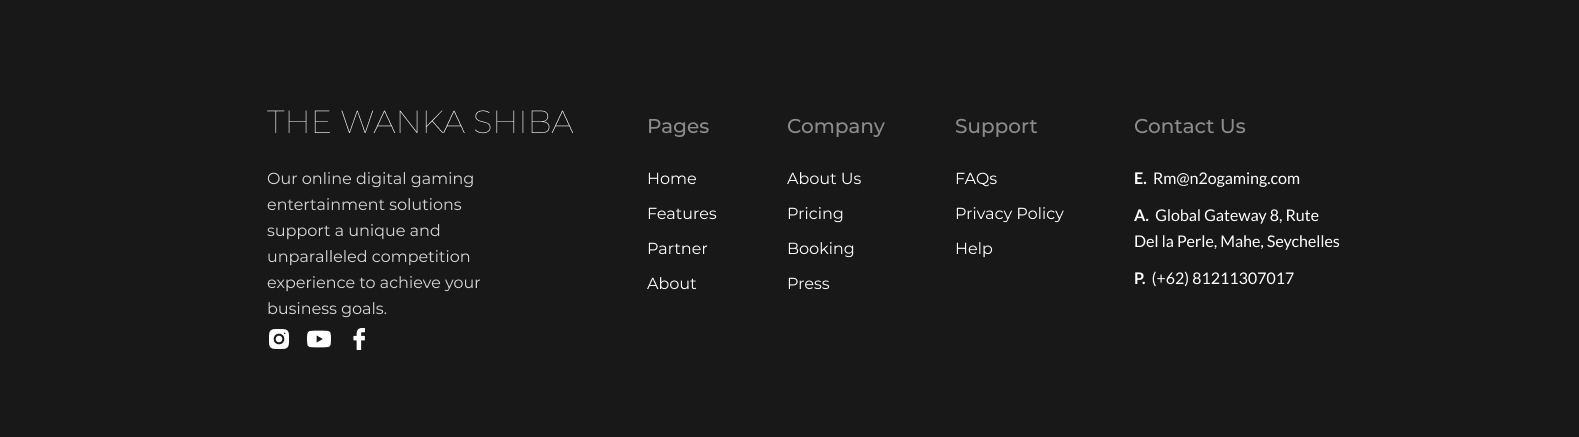 THE WANKA SHIBA
Our online digital gaming
entertainment solutions
support a unique and
unparalleled competition
experience to achieve your
business goals.
Pages
Home
Features
Partner
About
Company
About Us
Pricing
Booking
Press
Support
FAQs
Privacy Policy
Help
Contact Us
E. Rm@n2ogaming.com
A. Global Gateway 8, Rute
Del la Perle, Mahe, Seychelles
P. (+62) 81211307017